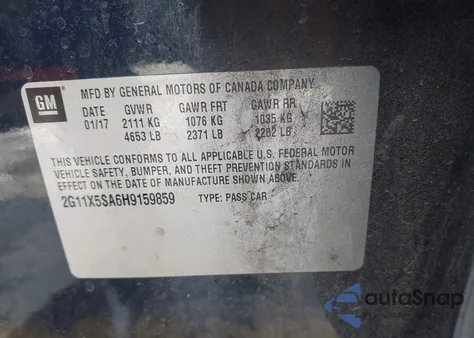 GM
MFD BY GENERAL MOTORS OF CANADA COMPANY
DATE GVWR GAWR FRT GAWR RR
01/17 2111 KG 1076 KG 1035 KG
4653 LB 2371 LB 2282 LB
THIS VEHICLE CONFORMS TO ALL APPLICABLE U.S. FEDERAL MOTOR
VEHICLE SAFETY, BUMPER, AND THEFT PREVENTION STANDARDS IN
EFFECT ON THE DATE OF MANUFACTURE SHOWN ABOVE.
2G11X5SA6H9159859 TYPE: PASS CAR
autoSnap